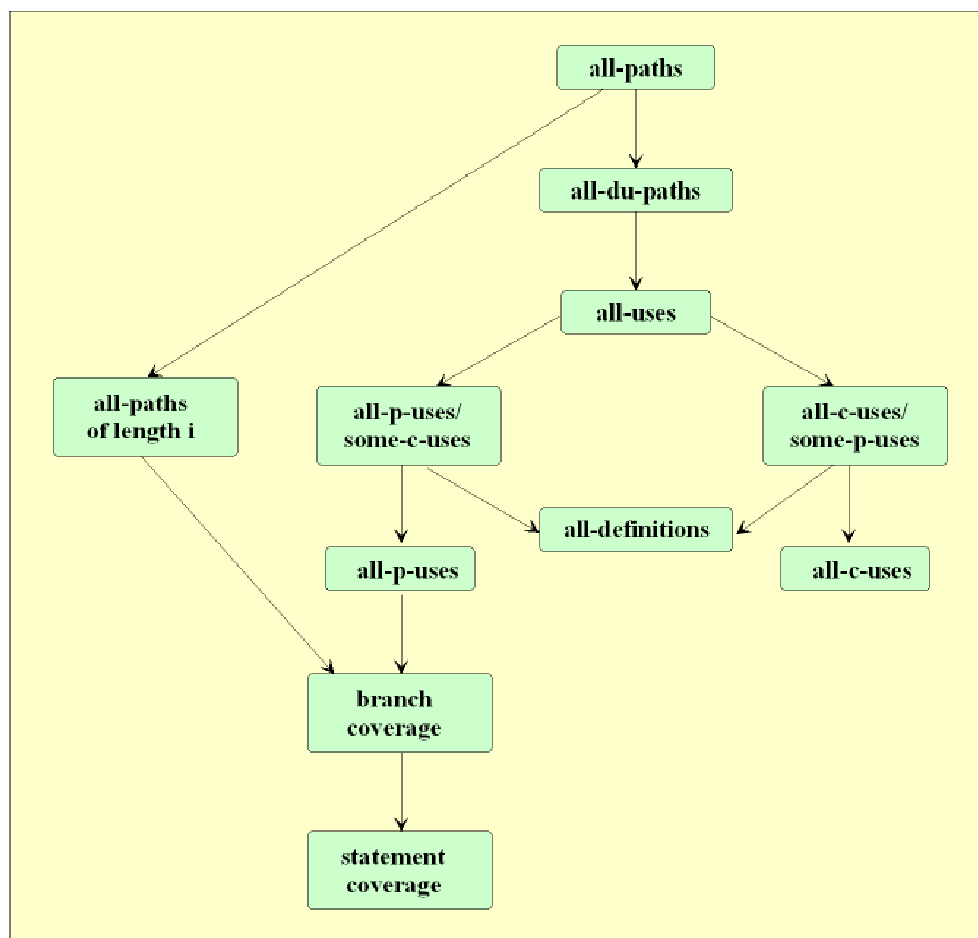 all-paths
all-du-paths
all-uses
all-paths
of length i
all-p-uses/
some-c-uses
all-c-uses/
some-p-uses
all-definitions
all-p-uses
all-c-uses
branch
coverage
statement
coverage